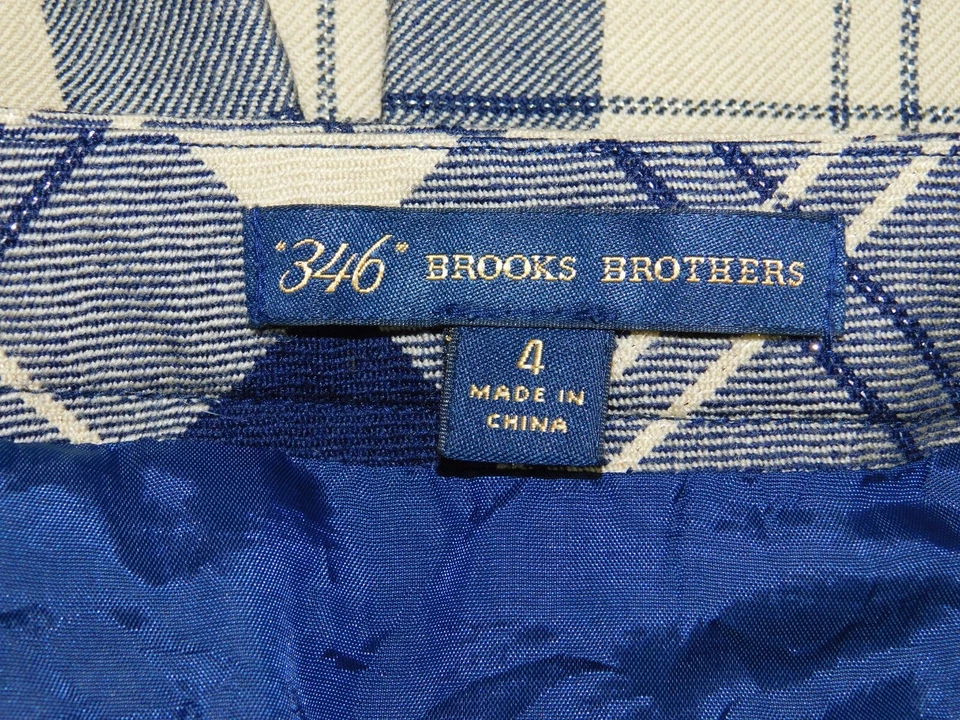 "346" BROOKS BROTHERS
4
MADE IN
CHINA